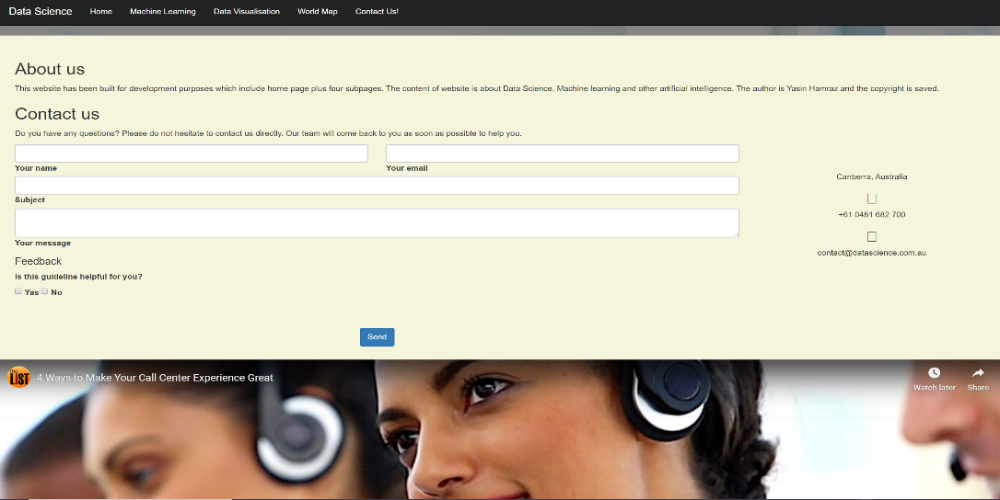 Data Science Home Machine Learning Data Visualisation World Map Contact Us!
About us
This website has been built for development purposes which include home page plus four subpages. The content of website is about Data Science, Machine learning and other artificial intelligence. The author is Yasin Hamraz and the copyright is saved.
Contact us
Do you have any questions? Please do not hesitate to contact us directly. Our team will come back to you as soon as possible to help you.
Your name Your email
Subject
Your message
Feedback
Is this guideline helpful for you?
Yas No
Send
Canberra, Australia
+61 0481 682 700
contact@datascience.com.au
The
LIST
4 Ways to Make Your Call Center Experience Great
Watch later Share